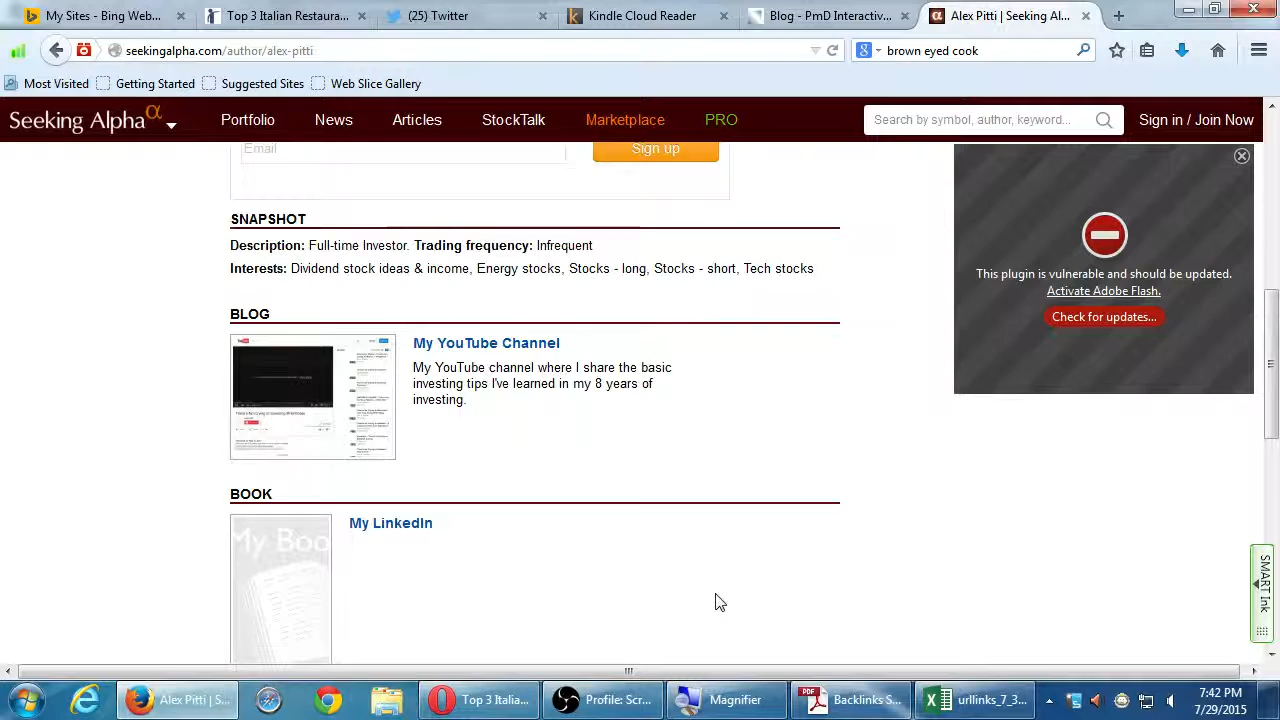 My Sites - Bing Web... × Top 3 Italian Restaura... × (25) Twitter × Kindle Cloud Reader × Blog - PmD Interactiv... × Alex Pitti | Seeking Al... ×
seekingalpha.com/author/alex-pitti brown eyed cook
Most Visited Getting Started Suggested Sites Web Slice Gallery
Seeking Alpha α Portfolio News Articles StockTalk Marketplace PRO Search by symbol, author, keyword... Sign in / Join Now
Email Sign up
SNAPSHOT
Description: Full-time Investor. Trading frequency: Infrequent
Interests: Dividend stock ideas & income, Energy stocks, Stocks - long, Stocks - short, Tech stocks
This plugin is vulnerable and should be updated.
Activate Adobe Flash.
Check for updates...
BLOG
My YouTube Channel
My YouTube channel where I share the basic
investing tips I've learned in my 8 years of
investing.
BOOK
My LinkedIn
My Boo
SMART Ink
Alex Pitti | S... Top 3 Italia... Profile: Scr... Magnifier Backlinks S... urllinks_7_3... 7:42 PM
7/29/2015